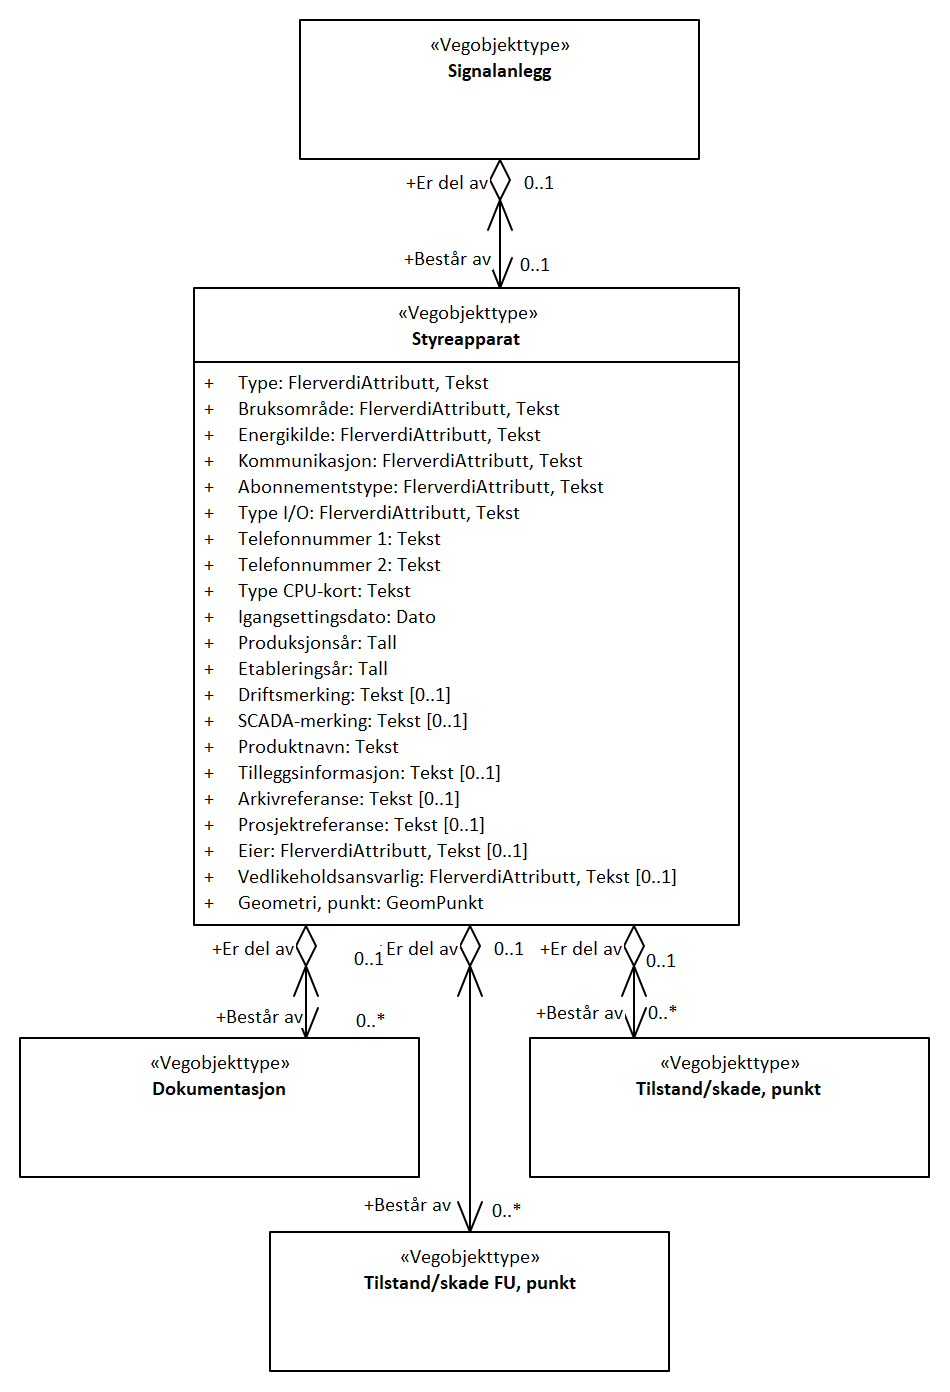 «Vegobjekttype»
Signalanlegg
+Er del av
0..1
+Består av
0..1
«Vegobjekttype»
Styreapparat
+ Type: FlerverdiAttributt, Tekst
+ Bruksområde: FlerverdiAttributt, Tekst
+ Energikilde: FlerverdiAttributt, Tekst
+ Kommunikasjon: FlerverdiAttributt, Tekst
+ Abonnementstype: FlerverdiAttributt, Tekst
+ Type I/O: FlerverdiAttributt, Tekst
+ Telefonnummer 1: Tekst
+ Telefonnummer 2: Tekst
+ Type CPU-kort: Tekst
+ Igangsettingsdato: Dato
+ Produksjonsår: Tall
+ Etableringsår: Tall
+ Driftsmerking: Tekst [0..1]
+ SCADA-merking: Tekst [0..1]
+ Produktnavn: Tekst
+ Tilleggsinformasjon: Tekst [0..1]
+ Arkivreferanse: Tekst [0..1]
+ Prosjektreferanse: Tekst [0..1]
+ Eier: FlerverdiAttributt, Tekst [0..1]
+ Vedlikeholdsansvarlig: FlerverdiAttributt, Tekst [0..1]
+ Geometri, punkt: GeomPunkt
+Er del av
0..1
Er del av
0..1
+Er del av
0..1
+Består av
0..*
+Består av
0..*
«Vegobjekttype»
Dokumentasjon
«Vegobjekttype»
Tilstand/skade, punkt
+Består av
0..*
«Vegobjekttype»
Tilstand/skade FU, punkt